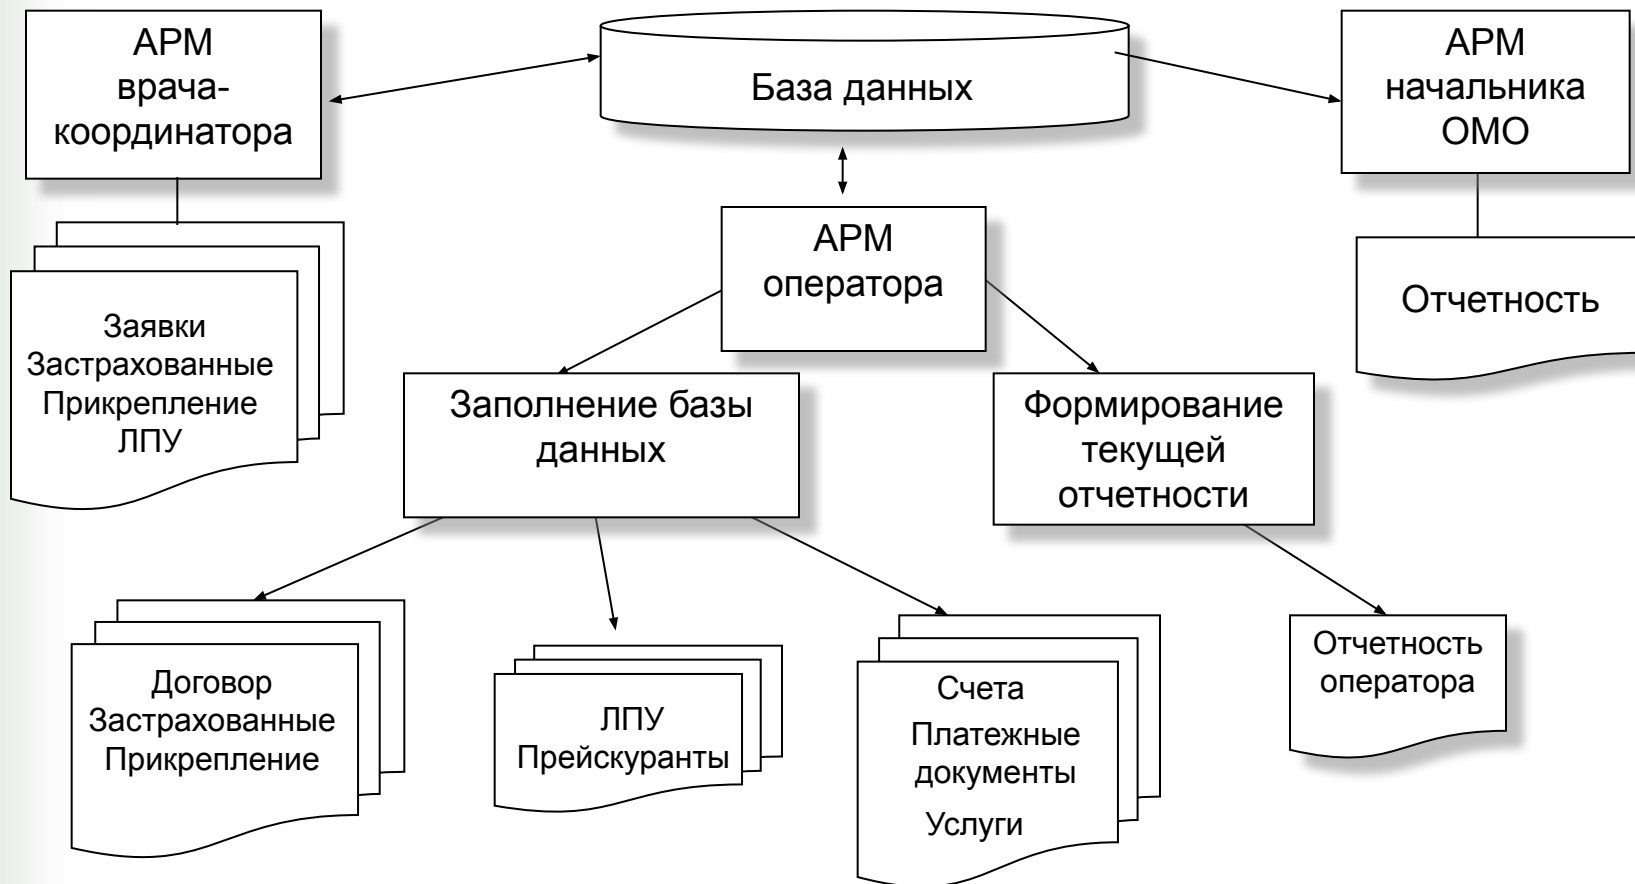 АРМ
врача-
координатора
База данных
АРМ
начальника
ОМО
АРМ
оператора
Заявки
Застрахованные
Прикрепление
ЛПУ
Отчетность
Заполнение базы
данных
Формирование
текущей
отчетности
Договор
Застрахованные
Прикрепление
ЛПУ
Прейскуранты
Счета
Платежные
документы
Услуги
Отчетность
оператора